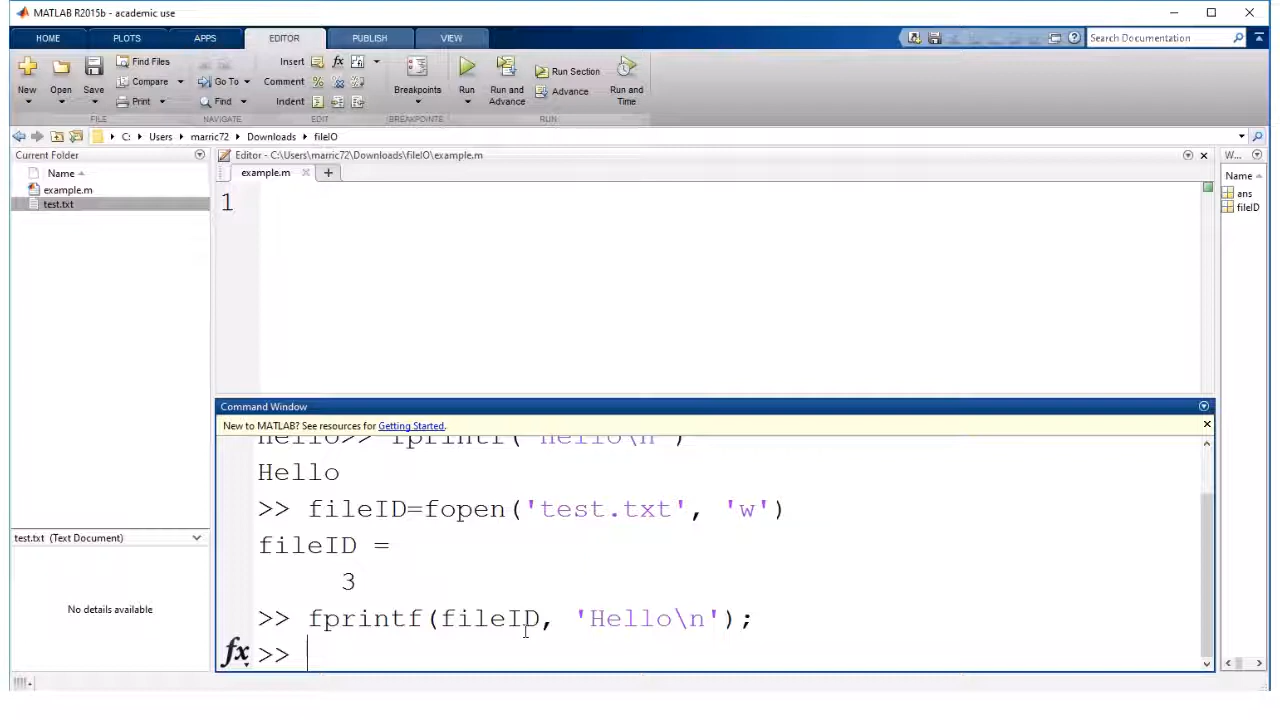 MATLAB R2015b - academic use
HOME PLOTS APPS EDITOR PUBLISH VIEW Search Documentation
New Open Save Find Files Compare Print Go To Find Insert Comment Indent fx Breakpoints Run Run and Advance Run Section Advance Run and Time
FILE NAVIGATE EDIT BREAKPOINTS RUN
C: Users marric72 Downloads fileIO
Current Folder
Name
example.m
test.txt
Editor - C:\Users\marric72\Downloads\fileIO\example.m
example.m
1
W...
Name
ans
fileID
Command Window
New to MATLAB? See resources for Getting Started.
Hello>> fprintf('Hello\n')
Hello
>> fileID=fopen('test.txt', 'w')
fileID =
3
>> fprintf(fileID, 'Hello\n');
fx >>
test.txt (Text Document)
No details available